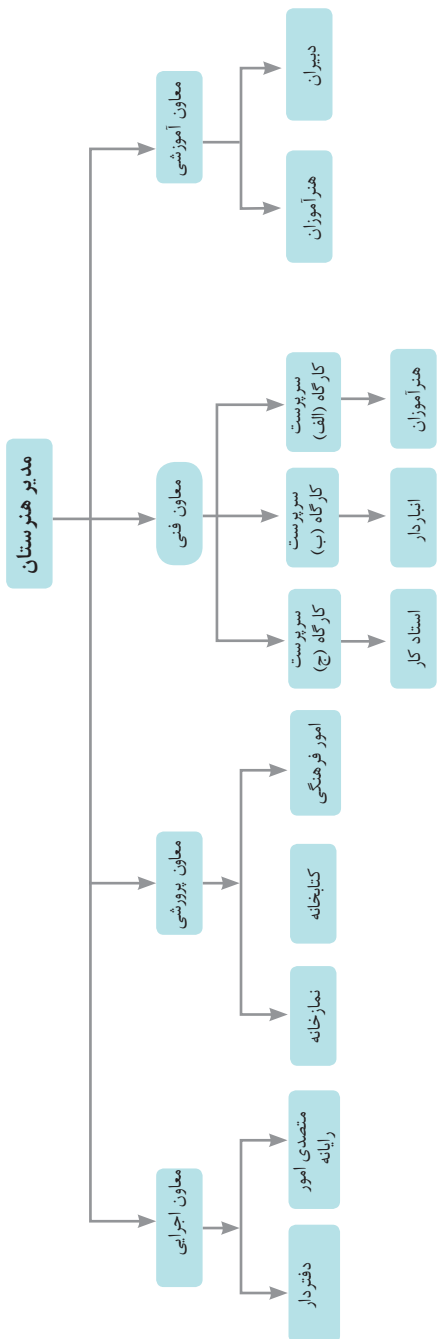 مدیر هنرستان
معاون آموزشی
معاون فنی
معاون پرورشی
معاون اجرایی
دبیران
هنرآموزان
سرپرست
کارگاه (الف)
سرپرست
کارگاه (ب)
سرپرست
کارگاه (ج)
امور فرهنگی
کتابخانه
نمازخانه
متصدی امور
رایانه
دفتردار
هنرآموزان
انباردار
استاد کار